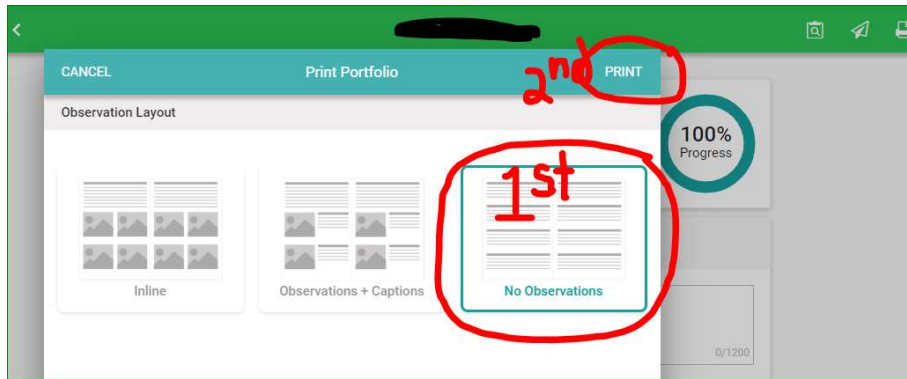 CANCEL Print Portfolio 2nd PRINT
Observation Layout
100%
Progress
1st
Inline Observations + Captions No Observations
0/1200